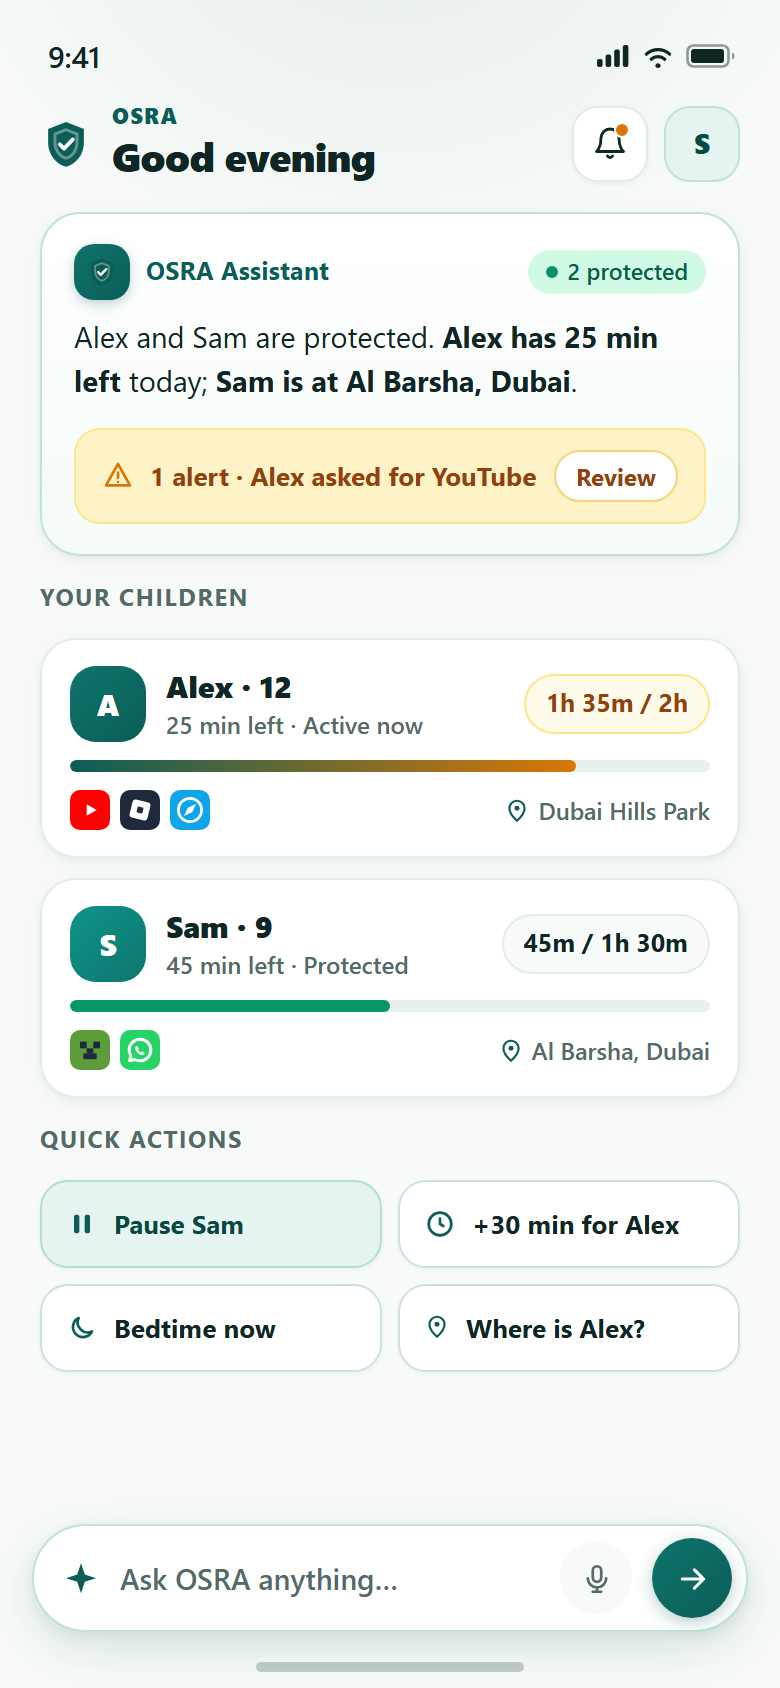 9:41
OSRA
Good evening
S
OSRA Assistant
2 protected
Alex and Sam are protected. Alex has 25 min
left today; Sam is at Al Barsha, Dubai.
1 alert · Alex asked for YouTube
Review
YOUR CHILDREN
A
Alex · 12
25 min left · Active now
1h 35m / 2h
Dubai Hills Park
S
Sam · 9
45 min left · Protected
45m / 1h 30m
Al Barsha, Dubai
QUICK ACTIONS
Pause Sam
+30 min for Alex
Bedtime now
Where is Alex?
Ask OSRA anything...